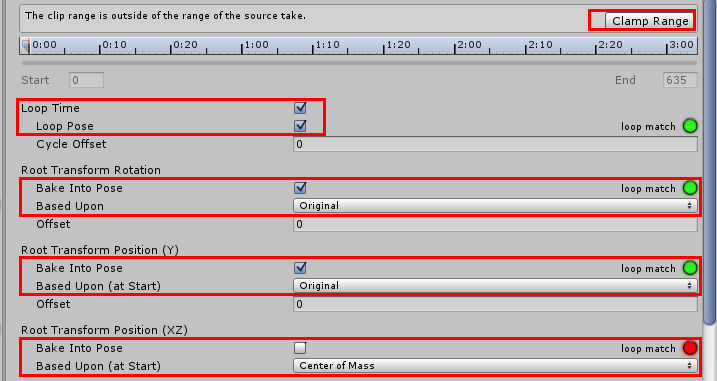 The clip range is outside of the range of the source take.
Clamp Range
0:00 0:10 0:20 1:00 1:10 1:20 2:00 2:10 2:20 3:00
Start 0 End 635
Loop Time
Loop Pose loop match
Cycle Offset 0
Root Transform Rotation
Bake Into Pose loop match
Based Upon Original
Offset 0
Root Transform Position (Y)
Bake Into Pose loop match
Based Upon (at Start) Original
Offset 0
Root Transform Position (XZ)
Bake Into Pose loop match
Based Upon (at Start) Center of Mass